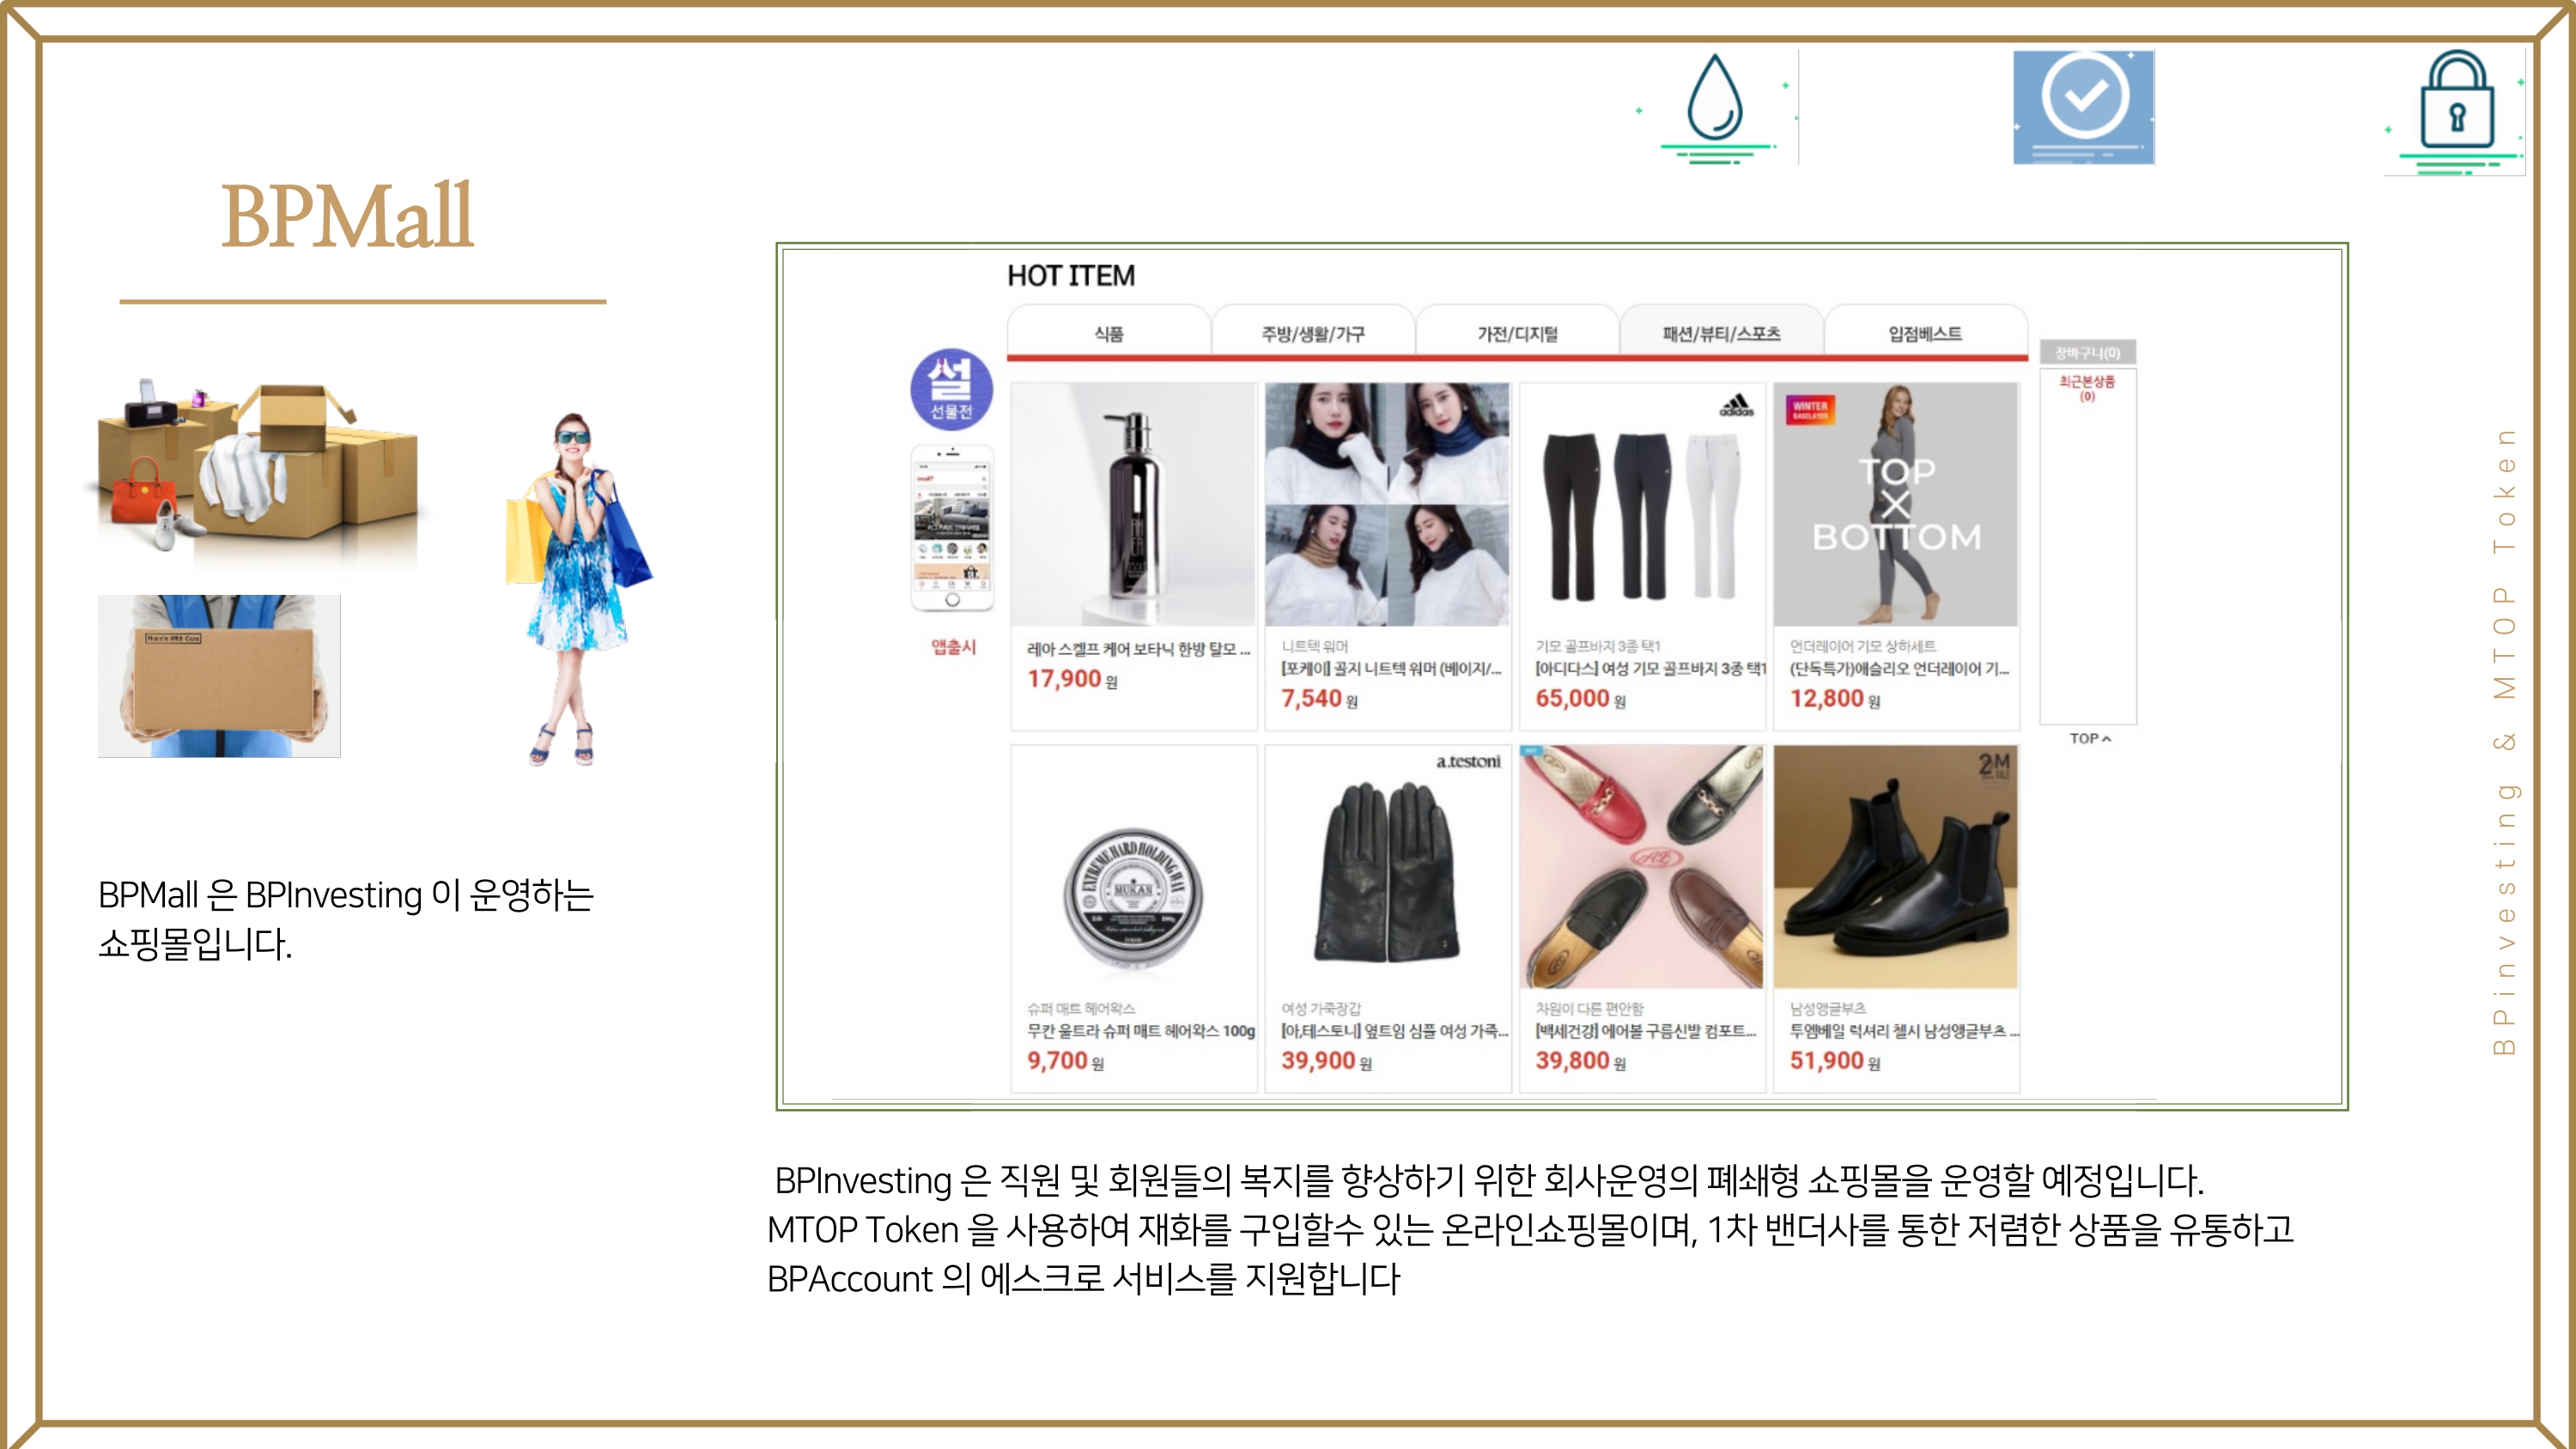 BPMall
BPMall 은 BPInvesting 이 운영하는
쇼핑몰입니다.
HOT ITEM
식품
주방/생활/가구
가전/디지털
패션/뷰티/스포츠
입점베스트
설
선물전
앱출시
장바구니(0)
최근본상품
(0)
TOP
레아 스켈프 케어 보타닉 한방 탈모 ...
17,900 원
니트텍 워머
[포케이] 골지 니트텍 워머 (베이지/...
7,540 원
adidas
기모 골프바지 3종 택1
[아디다스] 여성 기모 골프바지 3종 택1
65,000 원
WINTER
BASELAYER
TOP
X
BOTTOM
언더레이어 기모 상하세트
(단독특가)애슬리오 언더레이어 기...
12,800 원
EXTREME HARD HOLDING WAX
MUKAN
슈퍼 매트 헤어왁스
무칸 울트라 슈퍼 매트 헤어왁스 100g
9,700 원
a.testoni
여성 가죽장갑
[아.테스토니] 옆트임 심플 여성 가죽...
39,900 원
차원이 다른 편안함
[백세건강] 에어볼 구름신발 컴포트...
39,800 원
2M
남성앵글부츠
투엠베일 럭셔리 첼시 남성앵글부츠 ...
51,900 원
BPInvesting 은 직원 및 회원들의 복지를 향상하기 위한 회사운영의 폐쇄형 쇼핑몰을 운영할 예정입니다.
MTOP Token 을 사용하여 재화를 구입할수 있는 온라인쇼핑몰이며, 1차 밴더사를 통한 저렴한 상품을 유통하고
BPAccount 의 에스크로 서비스를 지원합니다
BPinvesting & MTOP Token